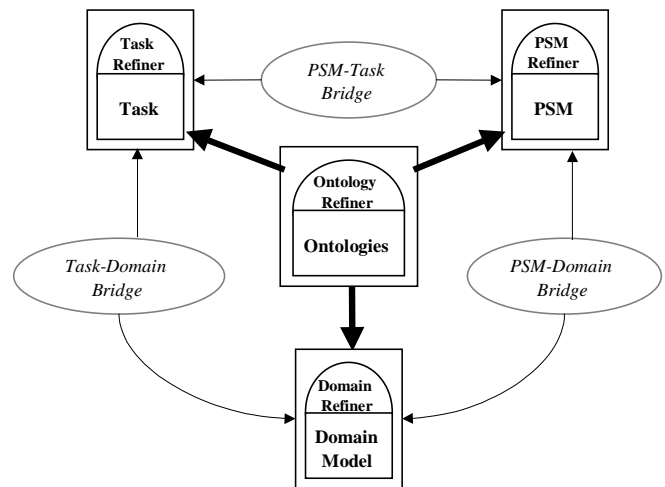 Task
Refiner
Task
PSM-Task
Bridge
PSM
Refiner
PSM
Ontology
Refiner
Ontologies
Task-Domain
Bridge
PSM-Domain
Bridge
Domain
Refiner
Domain
Model